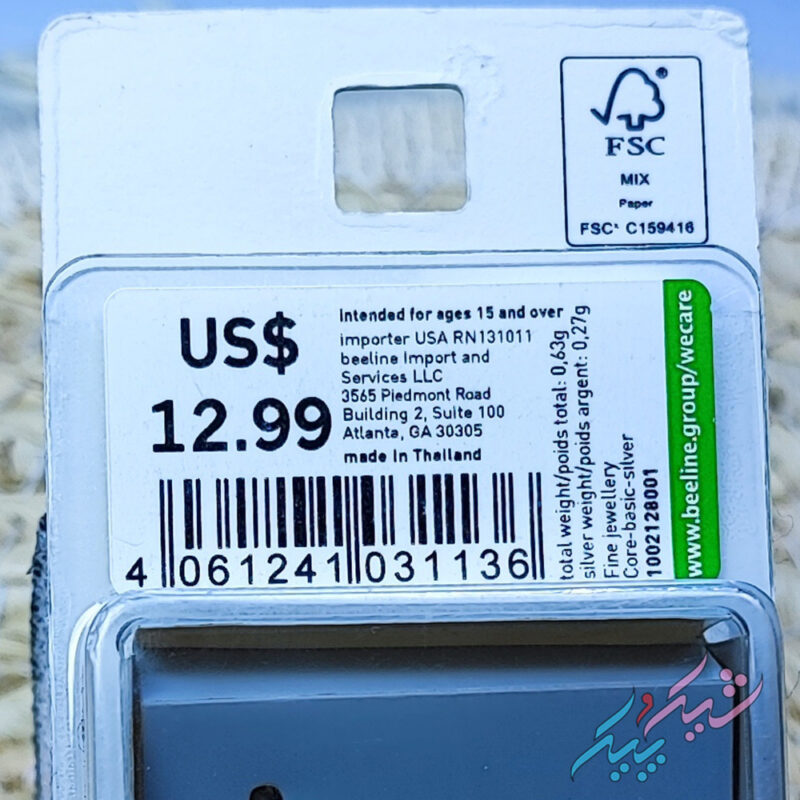 FSC®
MIX
Paper
FSC® C159416
US$
12.99
Intended for ages 15 and over
importer USA RN131011
beeline Import and
Services LLC
3565 Piedmont Road
Building 2, Suite 100
Atlanta, GA 30305
made in Thailand
4 061241 031136
total weight/poids total: 0,63g
silver weight/poids argent: 0,27g
Fine jewellery
Core-basic-silver
1002128001
www.beeline.group/wecare
شیک و پیک